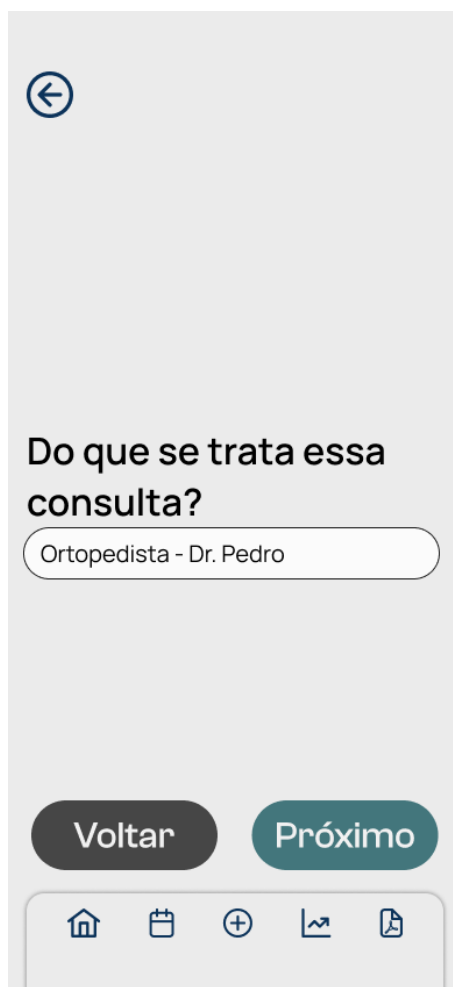 Do que se trata essa
consulta?
Ortopedista - Dr. Pedro
Voltar
Próximo